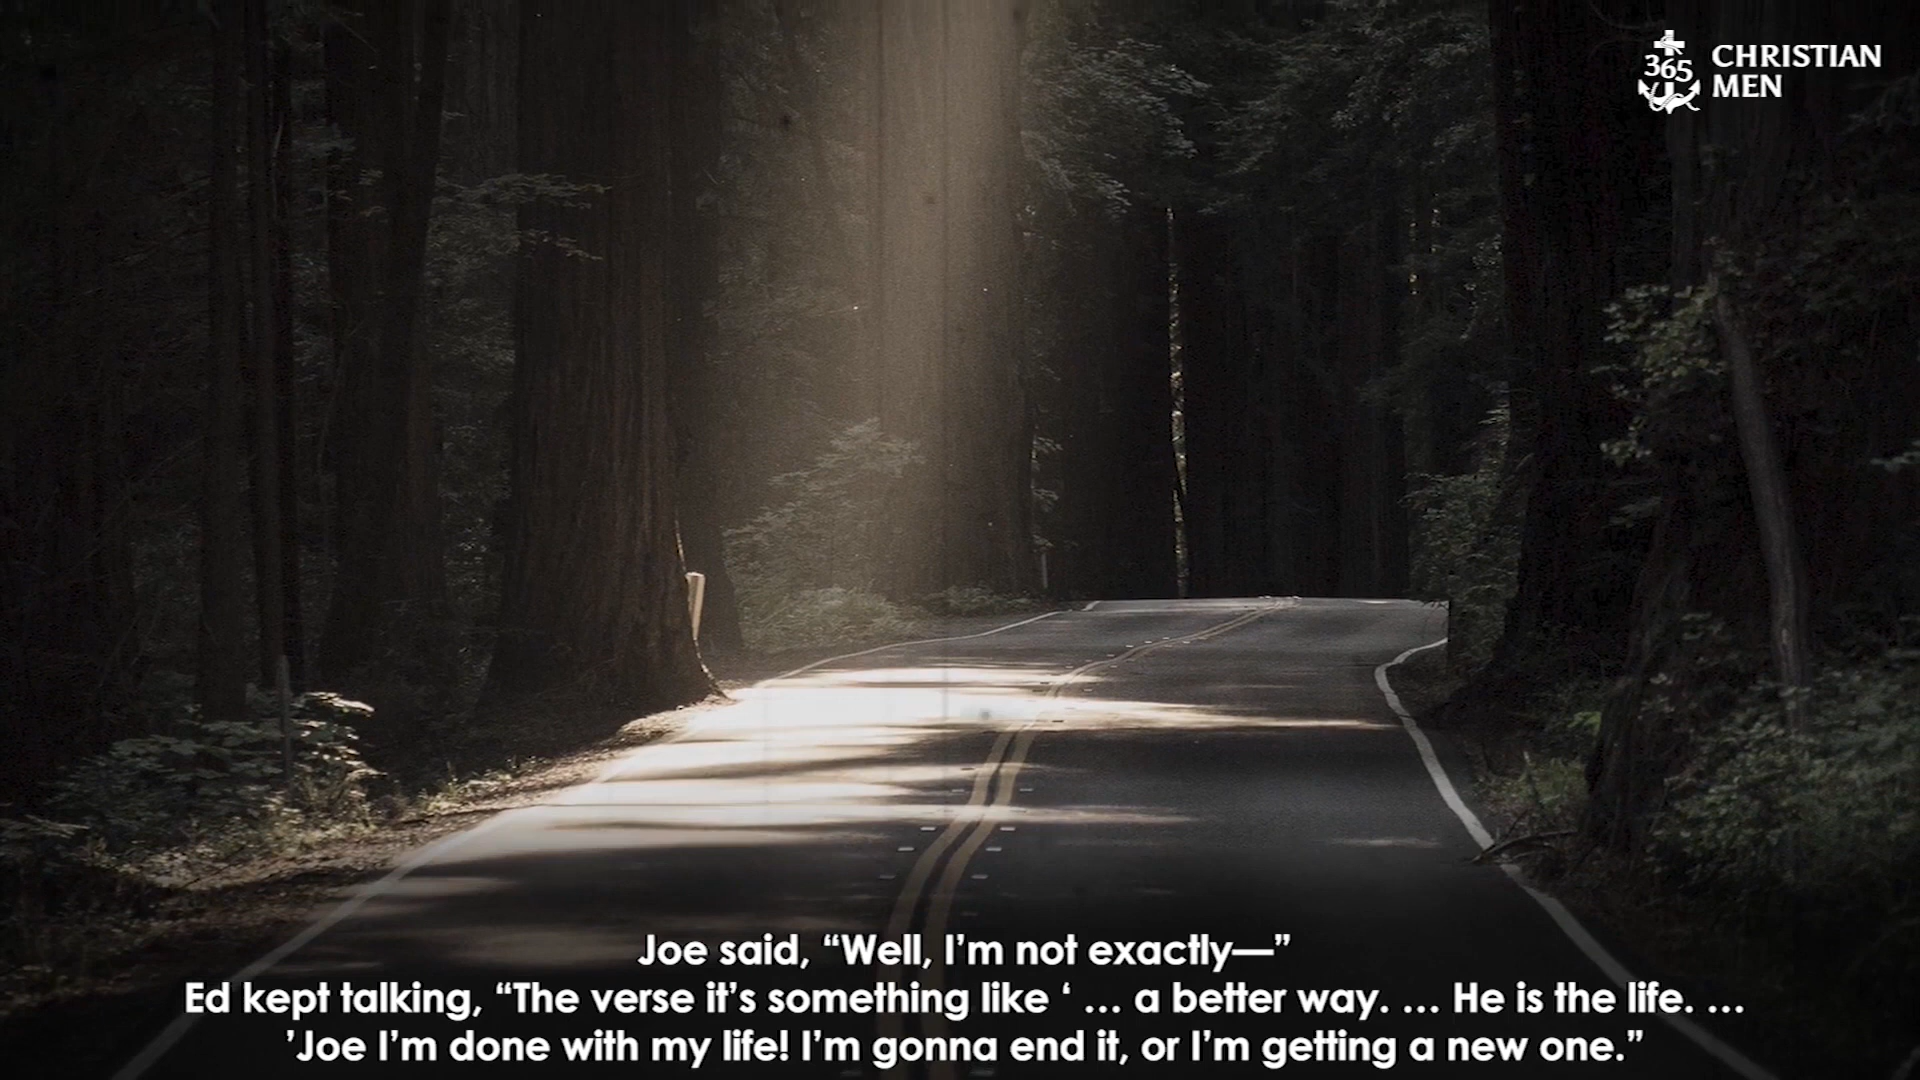 365
CHRISTIAN
MEN
Joe said, “Well, I’m not exactly—”
Ed kept talking, “The verse it’s something like ‘ … a better way. … He is the life. …
’Joe I’m done with my life! I’m gonna end it, or I’m getting a new one.”